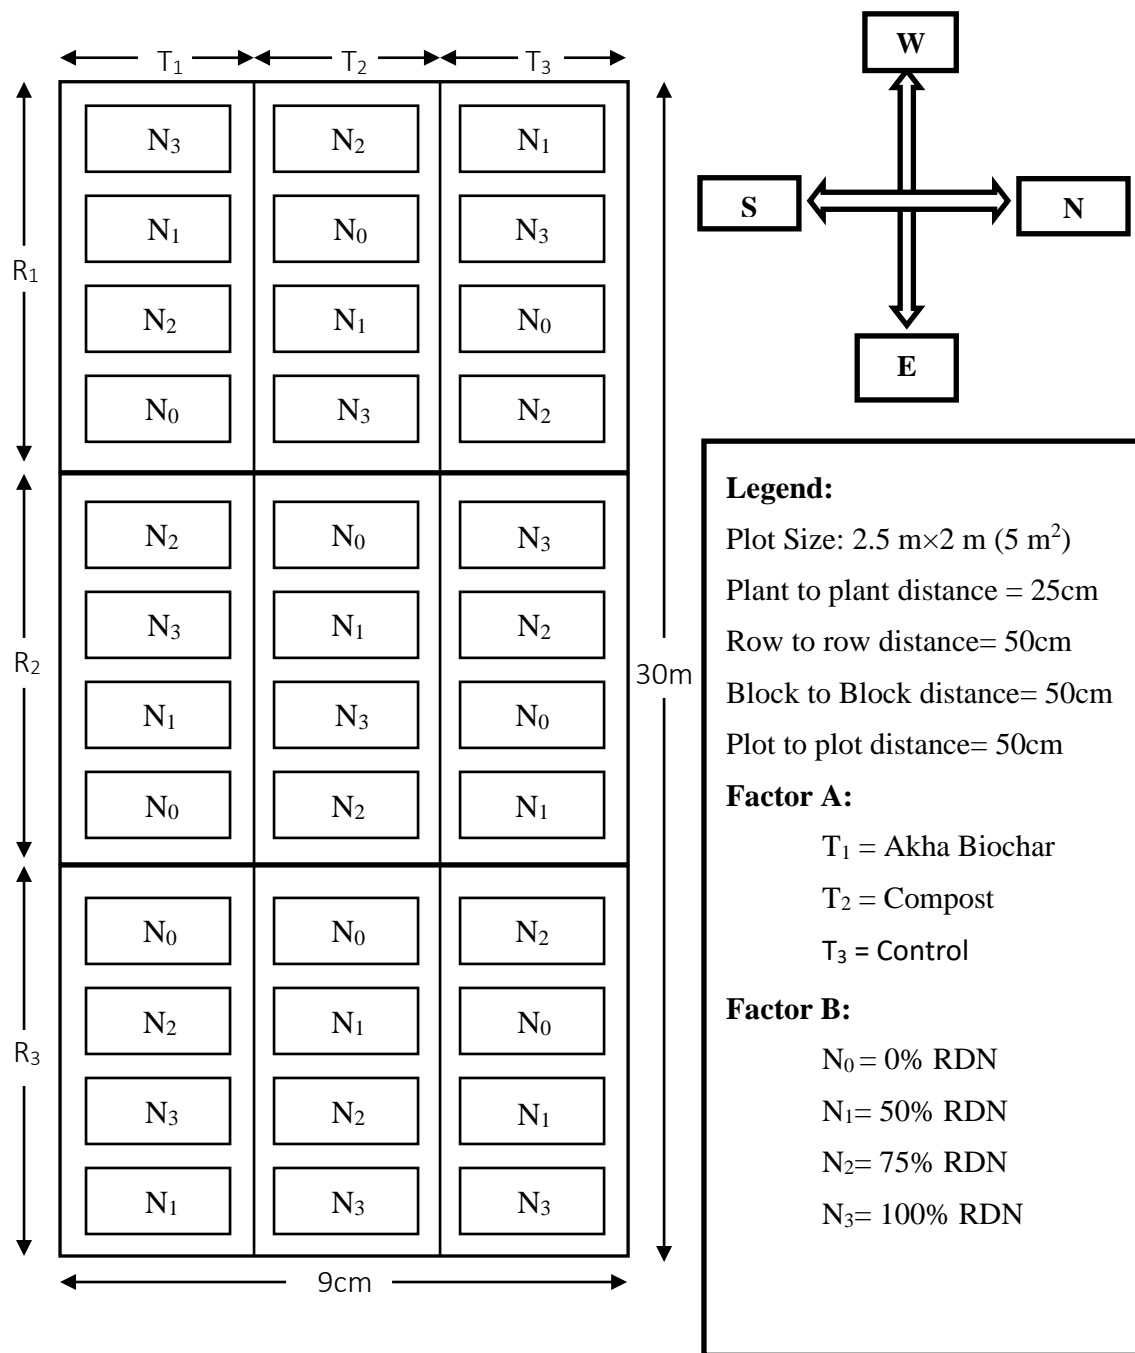 T₁ T₂ T₃
N₃ N₂ N₁
N₁ N₀ N₃
R₁
N₂ N₁ N₀
N₀ N₃ N₂
N₂ N₀ N₃
N₃ N₁ N₂
R₂
30m
N₁ N₃ N₀
N₀ N₂ N₁
N₀ N₀ N₂
N₂ N₁ N₀
R₃
N₃ N₂ N₁
N₁ N₃ N₃
9cm
W
S N
E
Legend:
Plot Size: 2.5 m×2 m (5 m²)
Plant to plant distance = 25cm
Row to row distance= 50cm
Block to Block distance= 50cm
Plot to plot distance= 50cm
Factor A:
T₁ = Akha Biochar
T₂ = Compost
T₃ = Control
Factor B:
N₀ = 0% RDN
N₁= 50% RDN
N₂= 75% RDN
N₃= 100% RDN